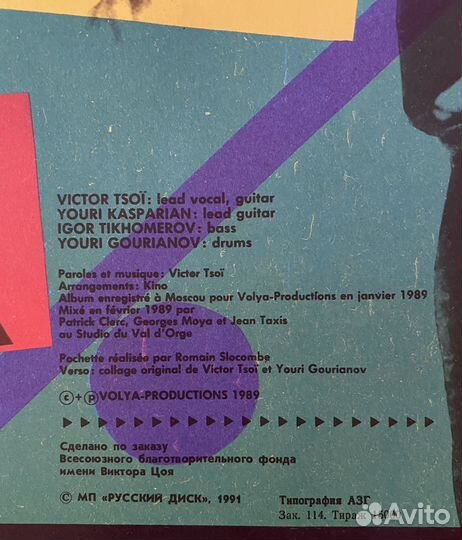 VICTOR TSOÏ: lead vocal, guitar
YOURI KASPARIAN: lead guitar
IGOR TIKHOMEROV: bass
YOURI GOURIANOV: drums
Paroles et musique: Victor Tsoï
Arrangements: Kino
Album enregistré à Moscou pour Volya-Productions en janvier 1989
Mixé en février 1989 par
Patrick Clerc, Georges Moya et Jean Taxis
au Studio du Val d'Orge
Pochette réalisée par Romain Slocombe
Verso: collage original de Victor Tsoï et Youri Gourianov
©+℗VOLYA-PRODUCTIONS 1989
Сделано по заказу
Всесоюзного благотворительного фонда
имени Виктора Цоя
© МП «РУССКИЙ ДИСК», 1991
Типография АЗГ
Зак. 114. Тираж
Avito